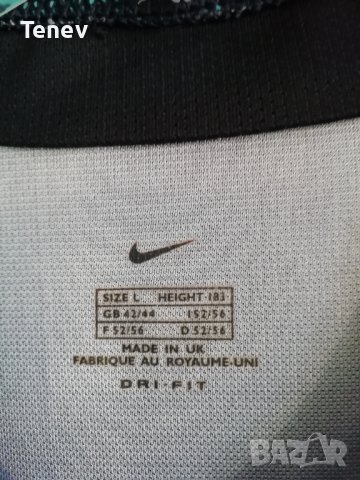 Tenev
SIZE L HEIGHT 183
GB 42/44 I 52/56
F 52/56 D 52/56
MADE IN UK
FABRIQUE AU ROYAUME-UNI
DRI-FIT
BAZAR